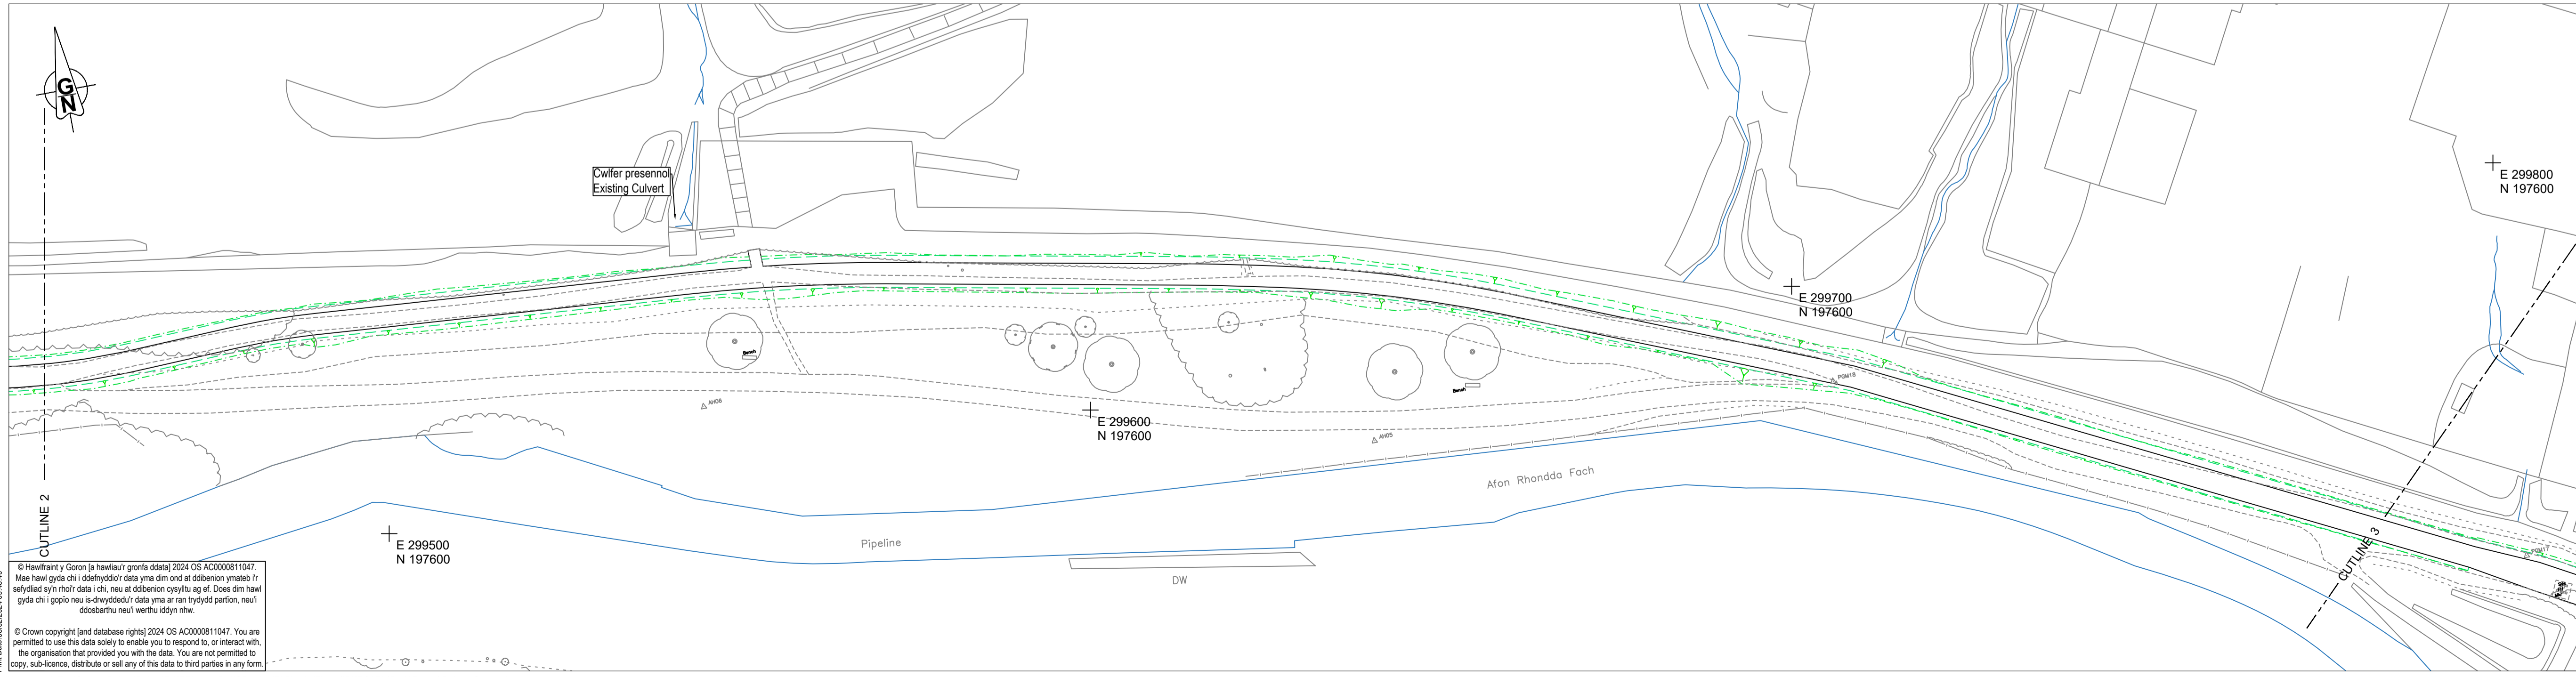 G
N
Cwlfer presennol
Existing Culvert
E 299800
N 197600
E 299700
N 197600
PGM18
Bench
Bench
AH06
AH05
E 299600
N 197600
Afon Rhondda Fach
CUTLINE 2
E 299500
N 197600
Pipeline
DW
CUTLINE 3
PGM17
© Hawlfraint y Goron [a hawliau'r gronfa ddata] 2024 OS AC0000811047.
Mae hawl gyda chi i ddefnyddio'r data yma dim ond at ddibenion ymateb i'r
sefydliad sy'n rhoi'r data i chi, neu at ddibenion cysylltu ag ef. Does dim hawl
gyda chi i gopïo neu is-drwyddedu'r data yma ar ran trydydd partïon, neu'i
ddosbarthu neu'i werthu iddyn nhw.
© Crown copyright [and database rights] 2024 OS AC0000811047. You are
permitted to use this data solely to enable you to respond to, or interact with,
the organisation that provided you with the data. You are not permitted to
copy, sub-licence, distribute or sell any of this data to third parties in any form.